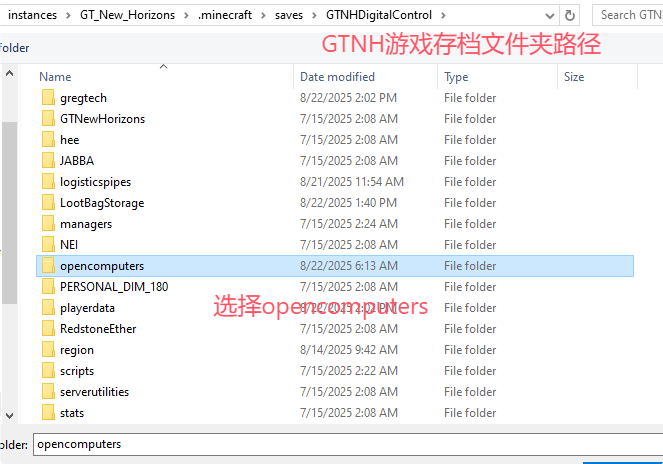 instances > GT_New_Horizons > .minecraft > saves > GTNHDigitalControl >
Search GTN
folder
GTNH游戏存档文件夹路径
Name Date modified Type Size
gregtech 8/22/2025 2:02 PM File folder
GTNewHorizons 7/15/2025 2:08 AM File folder
hee 7/15/2025 2:08 AM File folder
JABBA 7/15/2025 2:08 AM File folder
logisticspipes 8/21/2025 11:54 AM File folder
LootBagStorage 8/22/2025 1:40 PM File folder
managers 7/15/2025 2:24 AM File folder
NEI 7/15/2025 2:08 AM File folder
opencomputers 8/22/2025 6:13 AM File folder
PERSONAL_DIM_180 7/15/2025 2:08 AM File folder
playerdata 8/22/2025 2:02 PM File folder
选择opencomputers
RedstoneEther 7/15/2025 2:08 AM File folder
region 8/14/2025 9:42 AM File folder
scripts 7/15/2025 2:22 AM File folder
serverutilities 7/15/2025 2:08 AM File folder
stats 7/15/2025 2:08 AM File folder
older: opencomputers